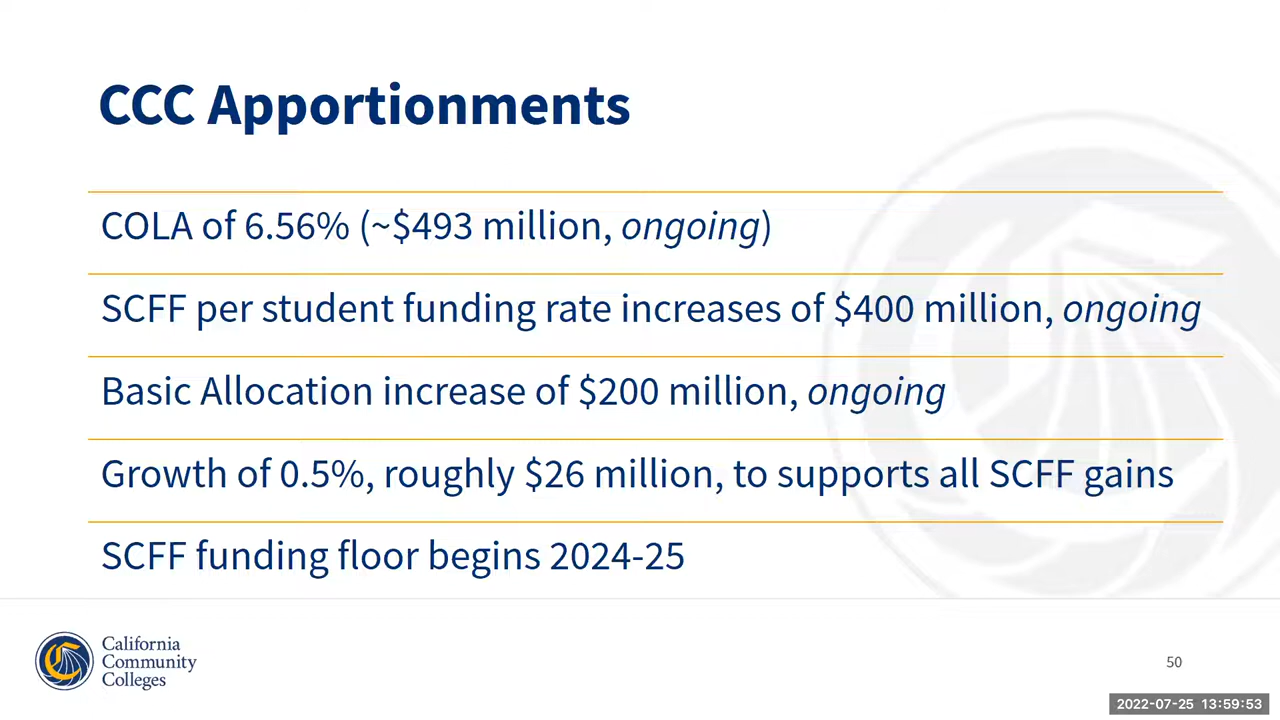 CCC Apportionments
COLA of 6.56% (~$493 million, ongoing)
SCFF per student funding rate increases of $400 million, ongoing
Basic Allocation increase of $200 million, ongoing
Growth of 0.5%, roughly $26 million, to supports all SCFF gains
SCFF funding floor begins 2024-25
California
Community
Colleges
50
2022-07-25 13:59:53